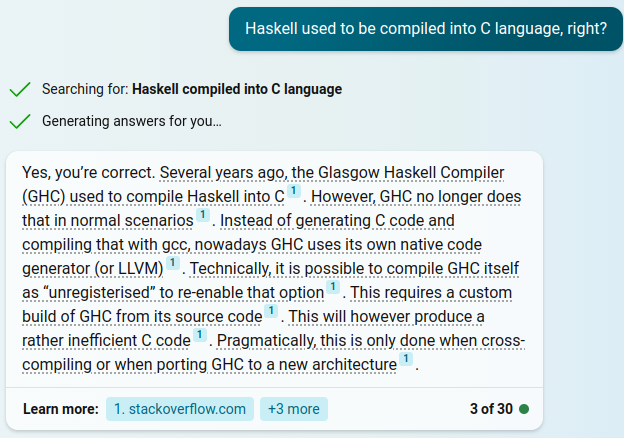 Haskell used to be compiled into C language, right?
Searching for: Haskell compiled into C language
Generating answers for you...
Yes, you're correct. Several years ago, the Glasgow Haskell Compiler
(GHC) used to compile Haskell into C 1 . However, GHC no longer does
that in normal scenarios 1 . Instead of generating C code and
compiling that with gcc, nowadays GHC uses its own native code
generator (or LLVM) 1 . Technically, it is possible to compile GHC itself
as “unregisterised” to re-enable that option 1 . This requires a custom
build of GHC from its source code 1 . This will however produce a
rather inefficient C code 1 . Pragmatically, this is only done when cross-
compiling or when porting GHC to a new architecture 1 .
Learn more: 1. stackoverflow.com +3 more 3 of 30